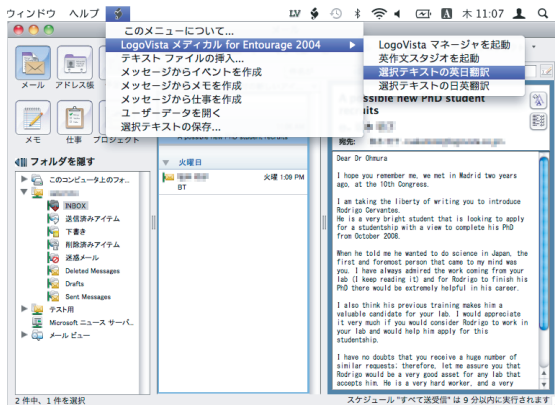 ウィンドウ ヘルプ
木 11:07
このメニューについて...
LogoVista メディカル for Entourage 2004
テキスト ファイルの挿入...
メッセージからイベントを作成
メッセージからメモを作成
メッセージから仕事を作成
ユーザーデータを開く
選択テキストの保存...
LogoVista マネージャを起動
英作文スタジオを起動
選択テキストの英日翻訳
選択テキストの日英翻訳
メール アドレス帳
メモ 仕事 プロジェクト
フォルダを隠す
このコンピュータ上のフォ...
INBOX
送信済みアイテム
下書き
削除済みアイテム
迷惑メール
Deleted Messages
Drafts
Sent Messages
テスト用
Microsoft ニュース サーバ...
メール ビュー
火曜日
火曜 1:09 PM
BT
A possible new PhD student
宛先:
Dear Dr Ohmura
I hope you remember me, we met in Madrid two years
ago, at the 10th Congress.
I am taking the liberty of writing you to introduce
Rodrigo Cervantes.
He is a very bright student that is looking to apply
for a studentship with a view to complete his PhD
from October 2008.
When he told me he wanted to do science in Japan, the
first and foremost person that came to my mind was
you. I have always admired the work coming from your
lab (I keep reading it) and for Rodrigo to finish his
PhD there would be extremely helpful in his career.
I also think his previous training makes him a
valuable candidate for your lab. I would appreciate
it very much if you would consider Rodrigo to work in
your lab and would help him apply for this
studentship.
I have no doubts that you receive a huge number of
similar requests; therefore, let me assure you that
Rodrigo would be a very good asset for any lab that
accepts him. He is a very hard worker, and a very
2 件中、1 件を選択
スケジュール "すべて送受信" は 9 分以内に実行されます